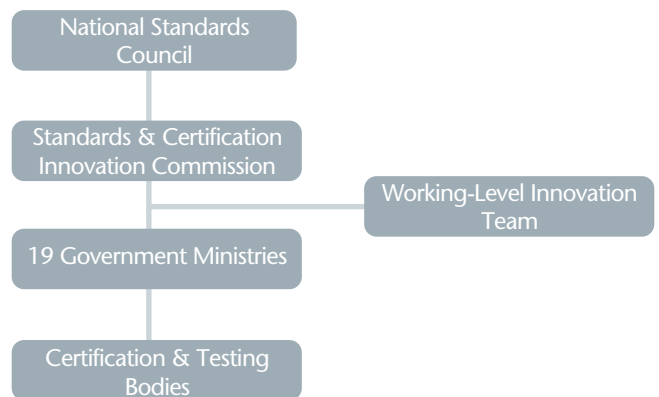 National Standards
Council
Standards & Certification
Innovation Commission
Working-Level Innovation
Team
19 Government Ministries
Certification & Testing
Bodies